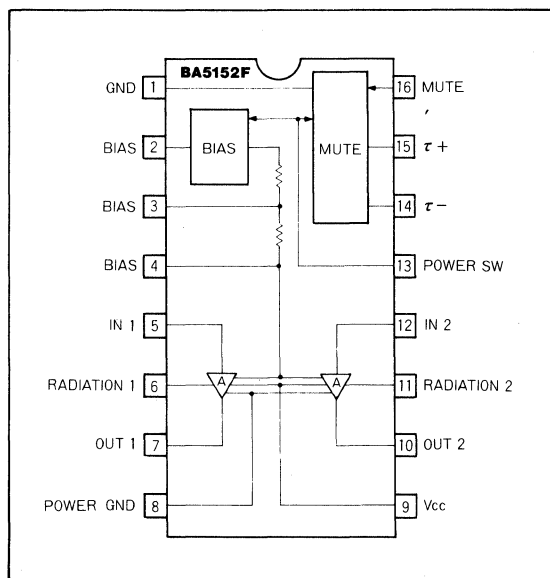 BA5152F
GND 1
16 MUTE
BIAS 2
BIAS
MUTE
15 τ +
BIAS 3
14 τ −
BIAS 4
13 POWER SW
IN 1 5
12 IN 2
A
A
RADIATION 1 6
11 RADIATION 2
OUT 1 7
10 OUT 2
POWER GND 8
9 Vcc